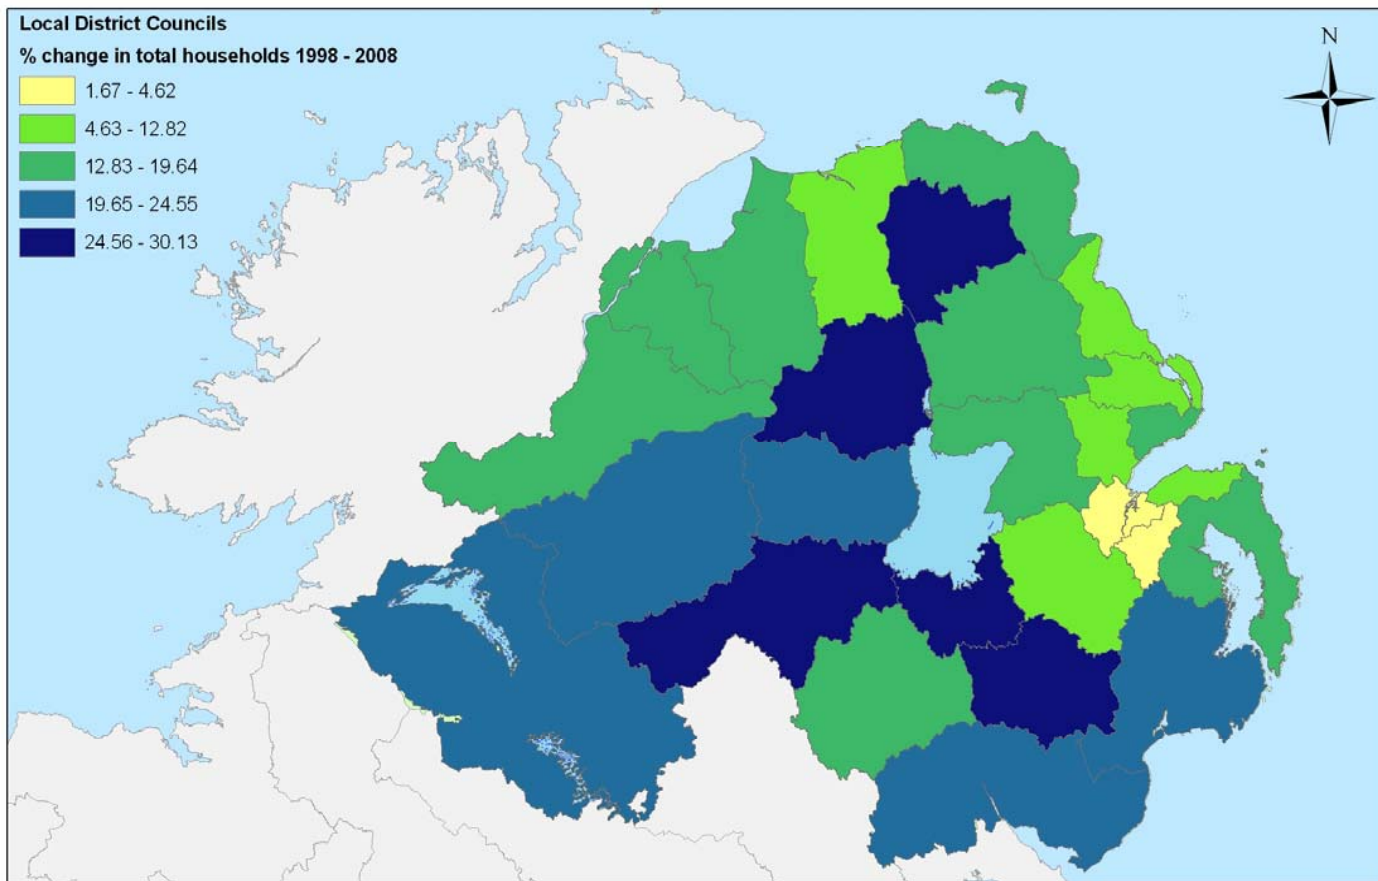 Local District Councils
% change in total households 1998 - 2008
1.67 - 4.62
4.63 - 12.82
12.83 - 19.64
19.65 - 24.55
24.56 - 30.13
N